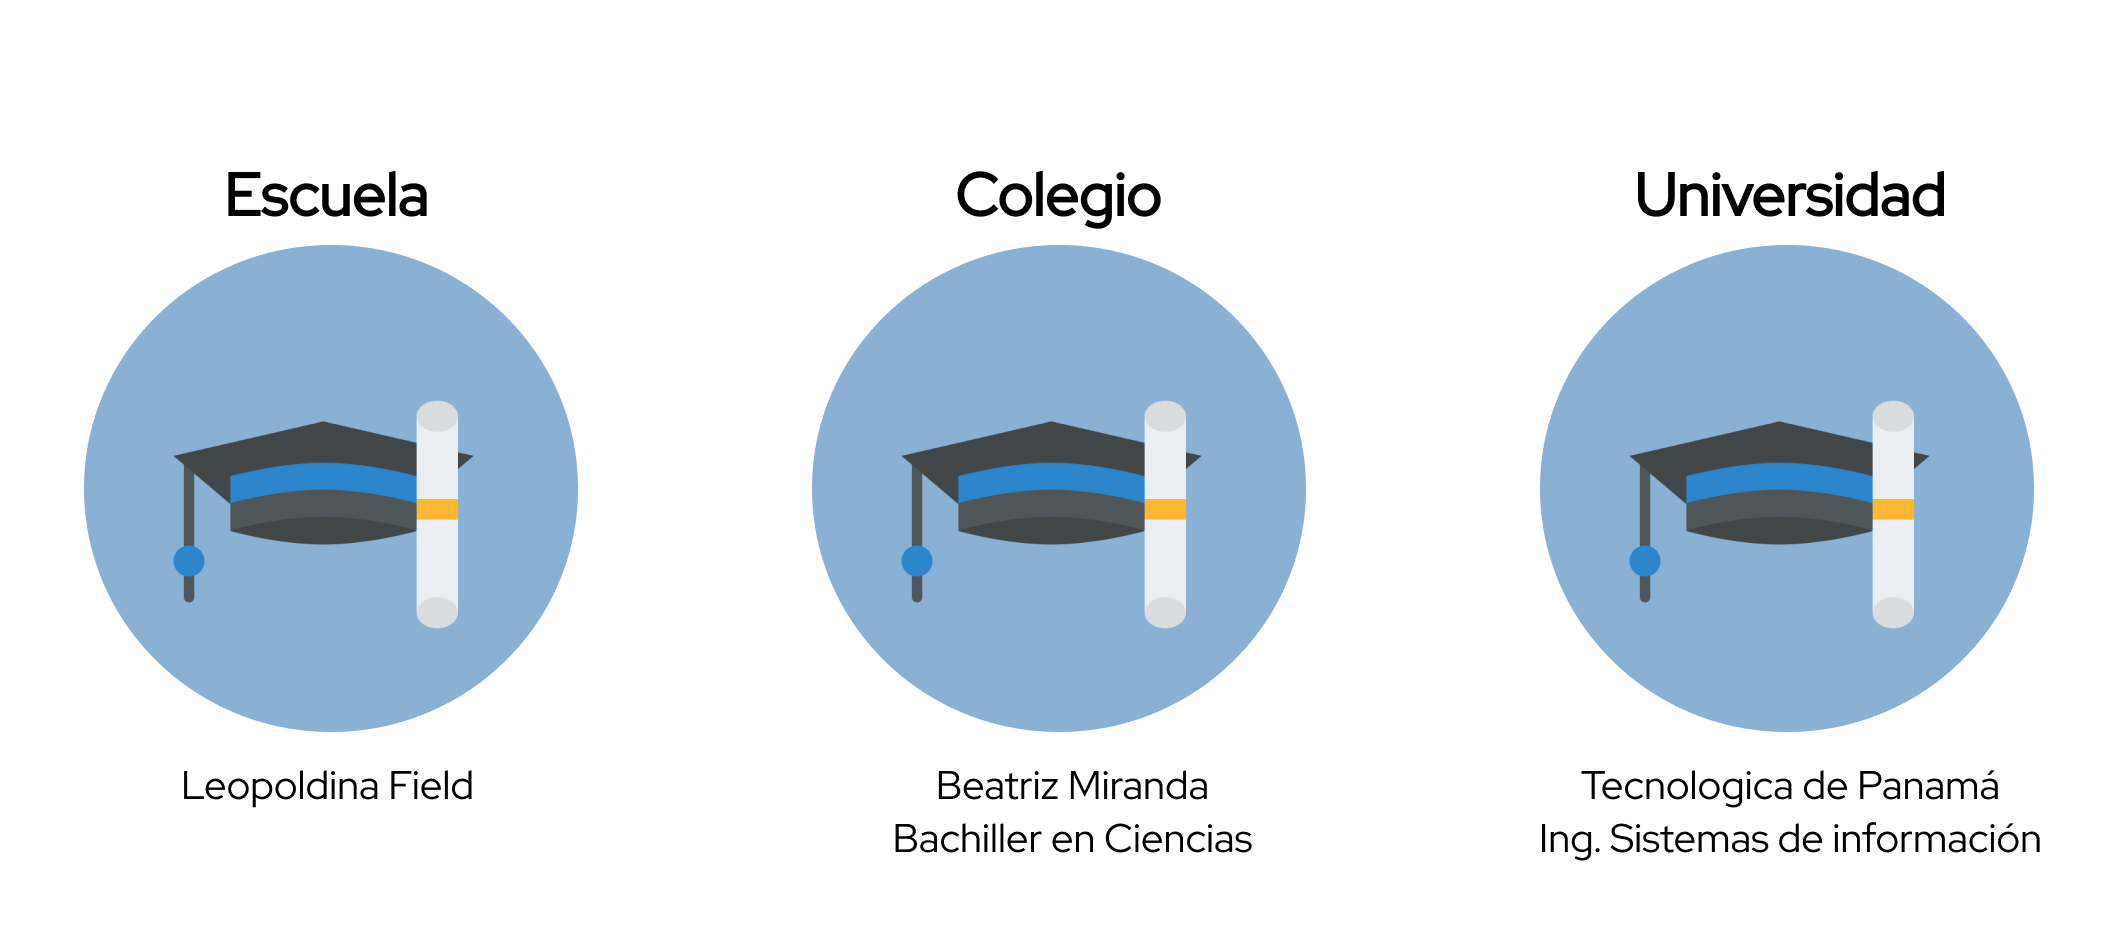 Escuela
Colegio
Universidad
Leopoldina Field
Beatriz Miranda
Bachiller en Ciencias
Tecnologica de Panamá
Ing. Sistemas de información